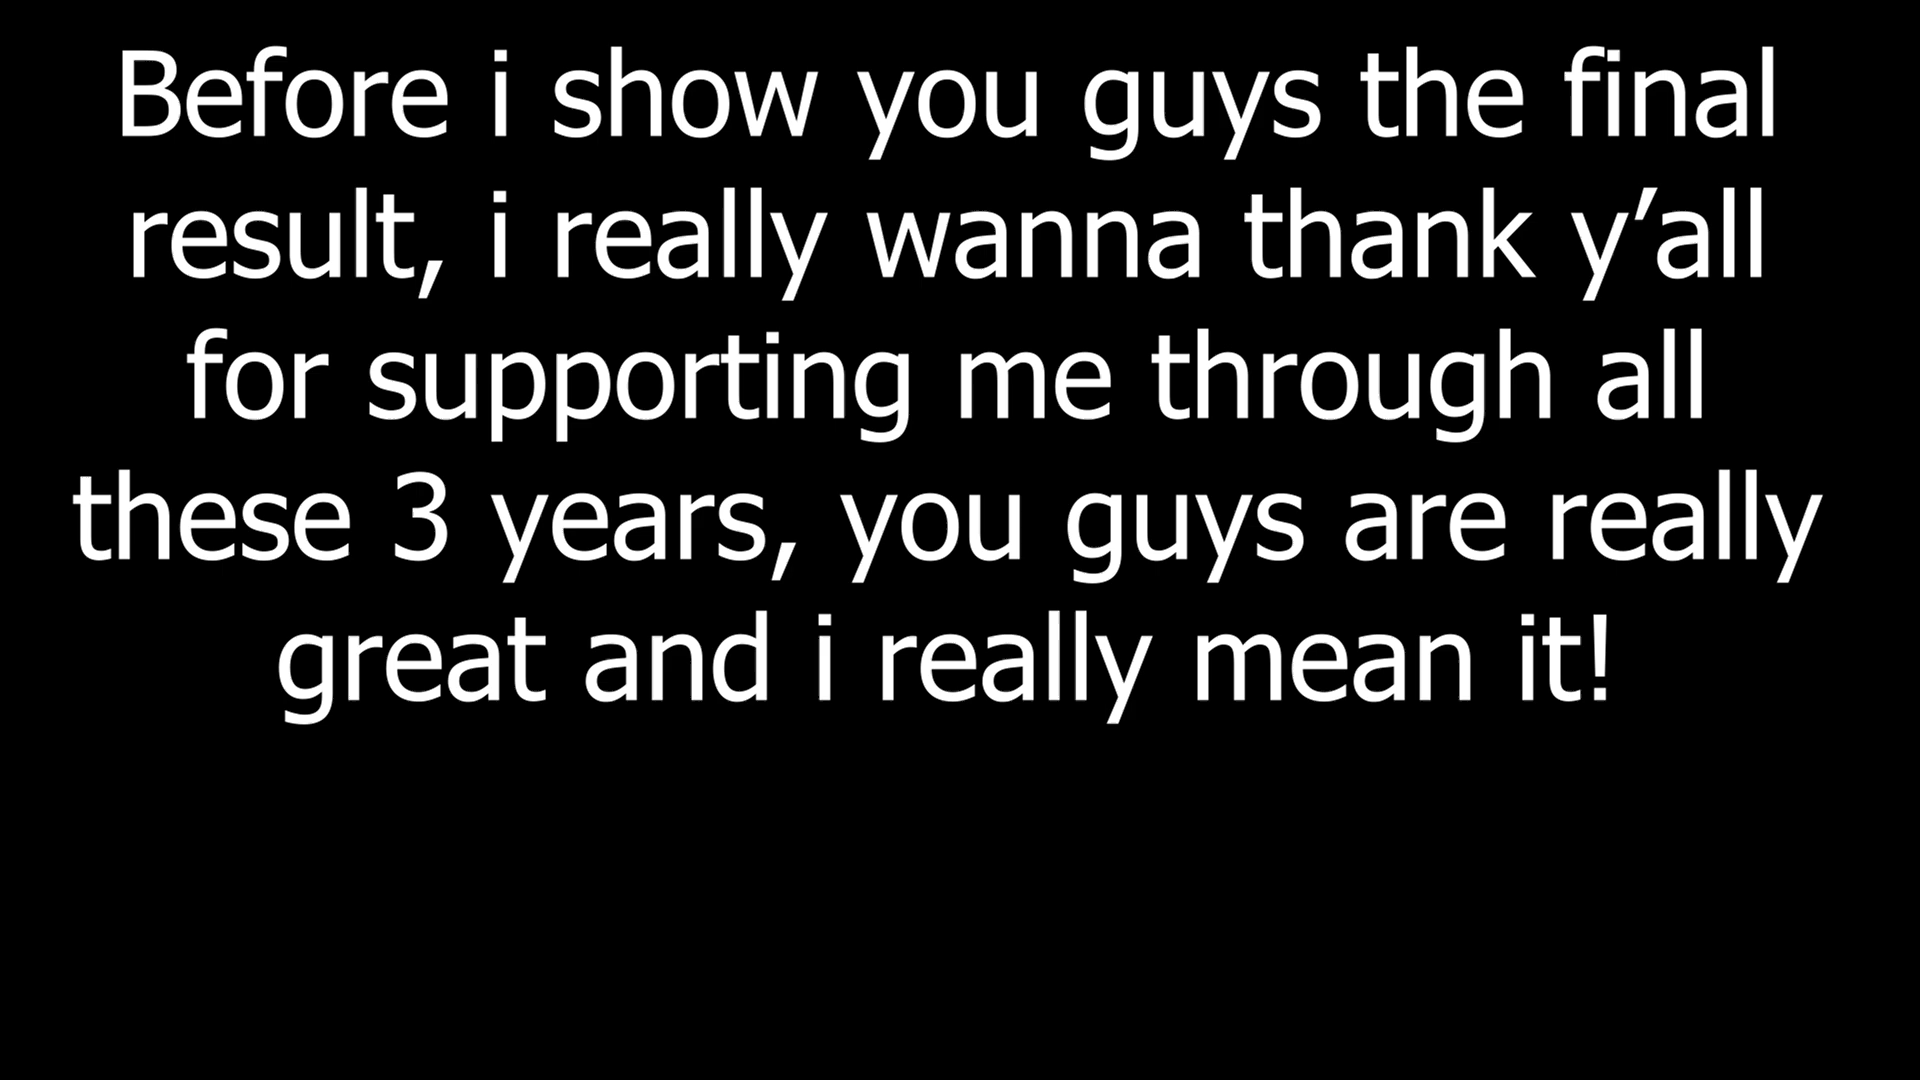 Before i show you guys the final
result, i really wanna thank y’all
for supporting me through all
these 3 years, you guys are really
great and i really mean it!